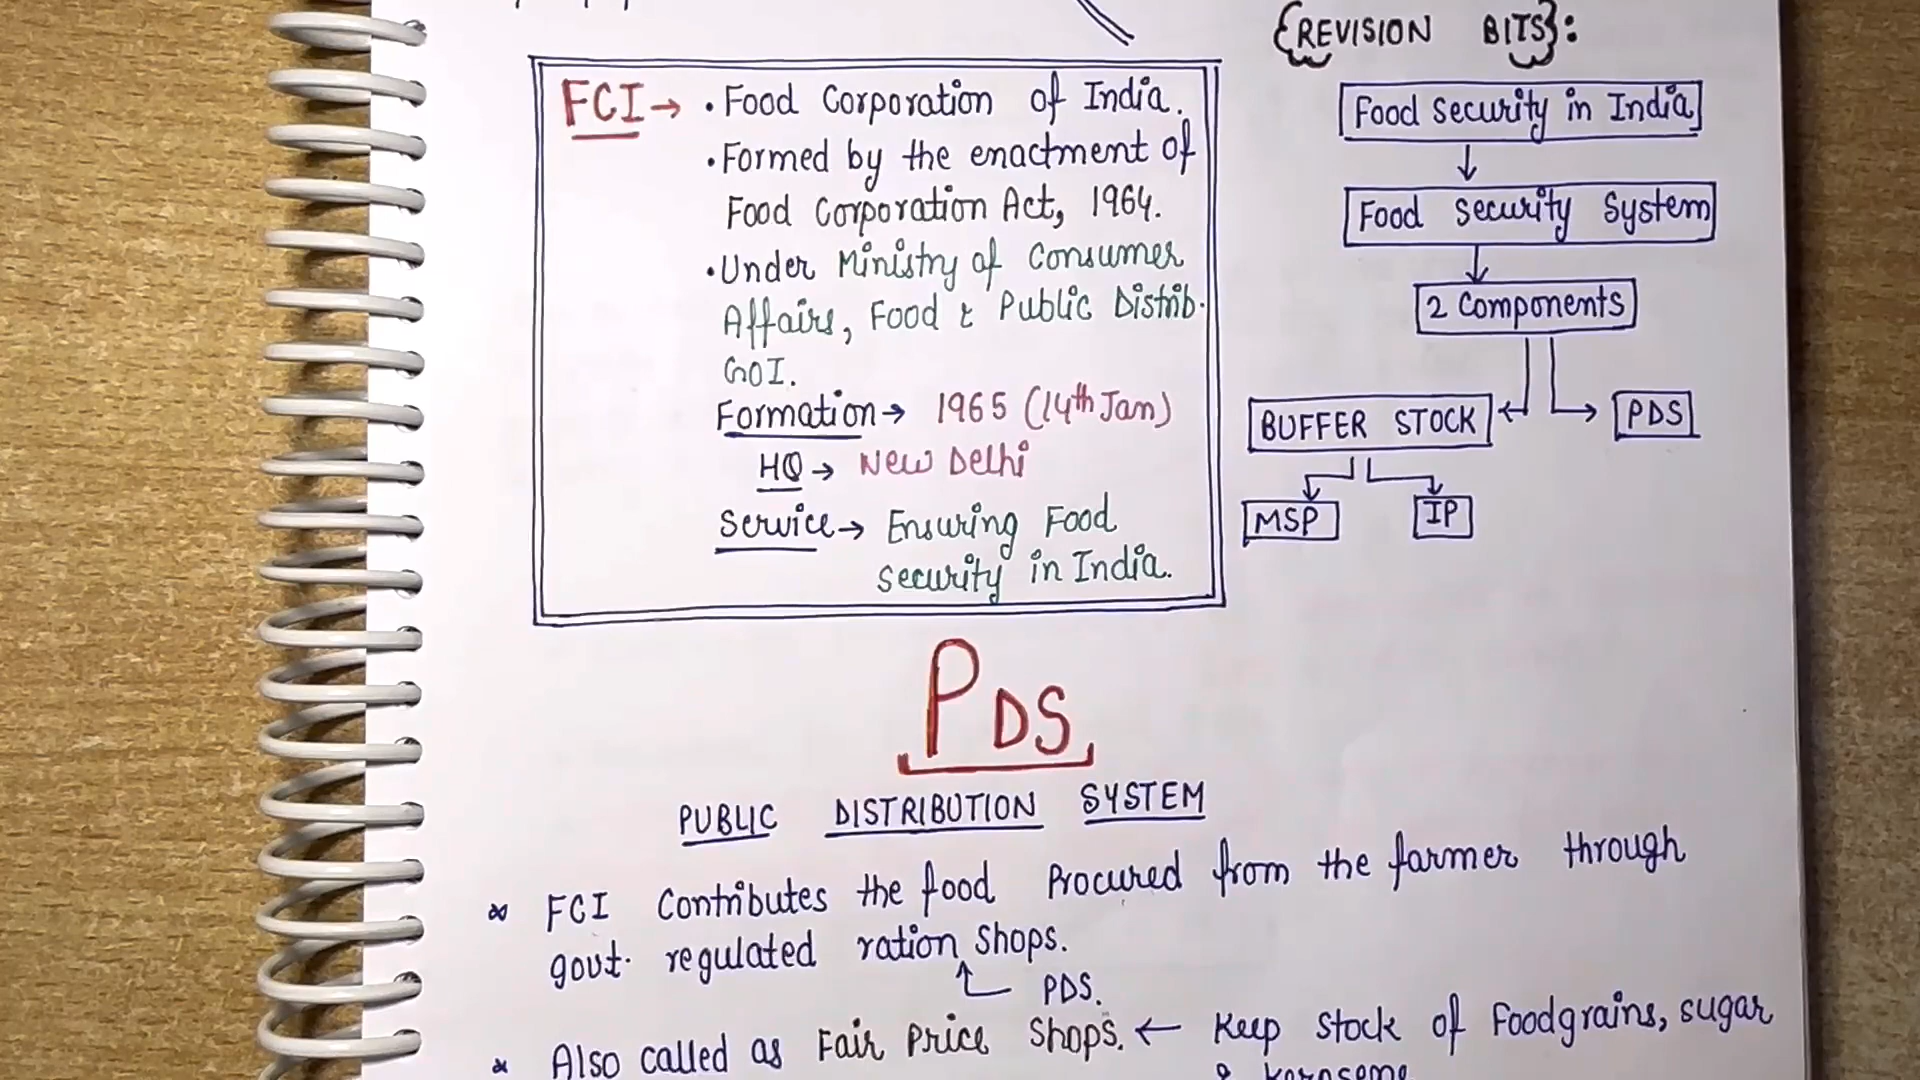 FCI → • Food Corporation of India.
• Formed by the enactment of
Food Corporation Act, 1964.
• Under Ministry of Consumer
Affairs, Food & Public Distrib.
GOI.
Formation → 1965 (14th Jan)
HQ → New Delhi
Service → Ensuring Food
security in India.
{REVISION BITS}:
Food security in India
Food security System
2 Components
BUFFER STOCK
PDS
MSP
IP
PDS
PUBLIC DISTRIBUTION SYSTEM
FCI Contributes the food Procured from the farmer through
govt. regulated ration shops.
PDS.
Also called as Fair Price Shops. ← Keep stock of Foodgrains, sugar